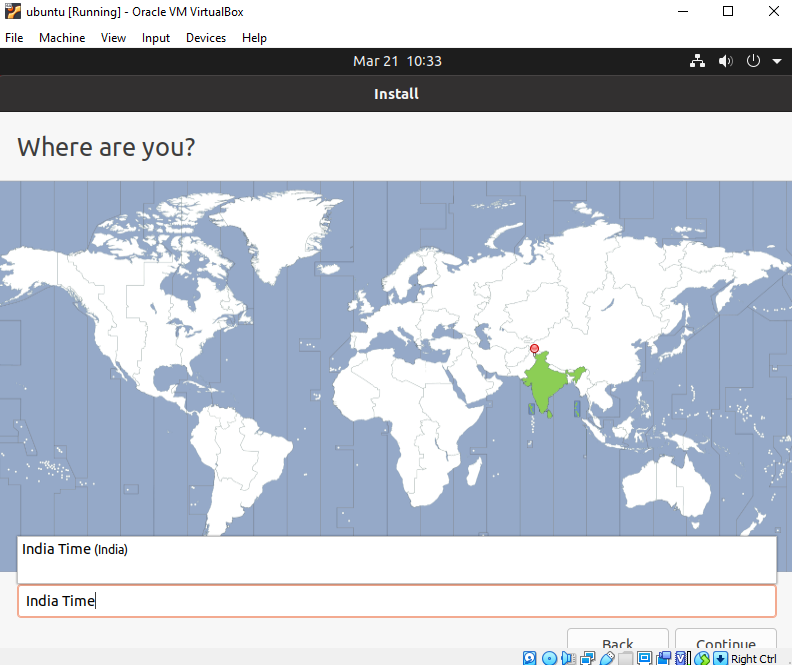 ubuntu [Running] - Oracle VM VirtualBox
File Machine View Input Devices Help
Mar 21 10:33
Install
Where are you?
India Time (India)
India Time
Back Continue
Right Ctrl